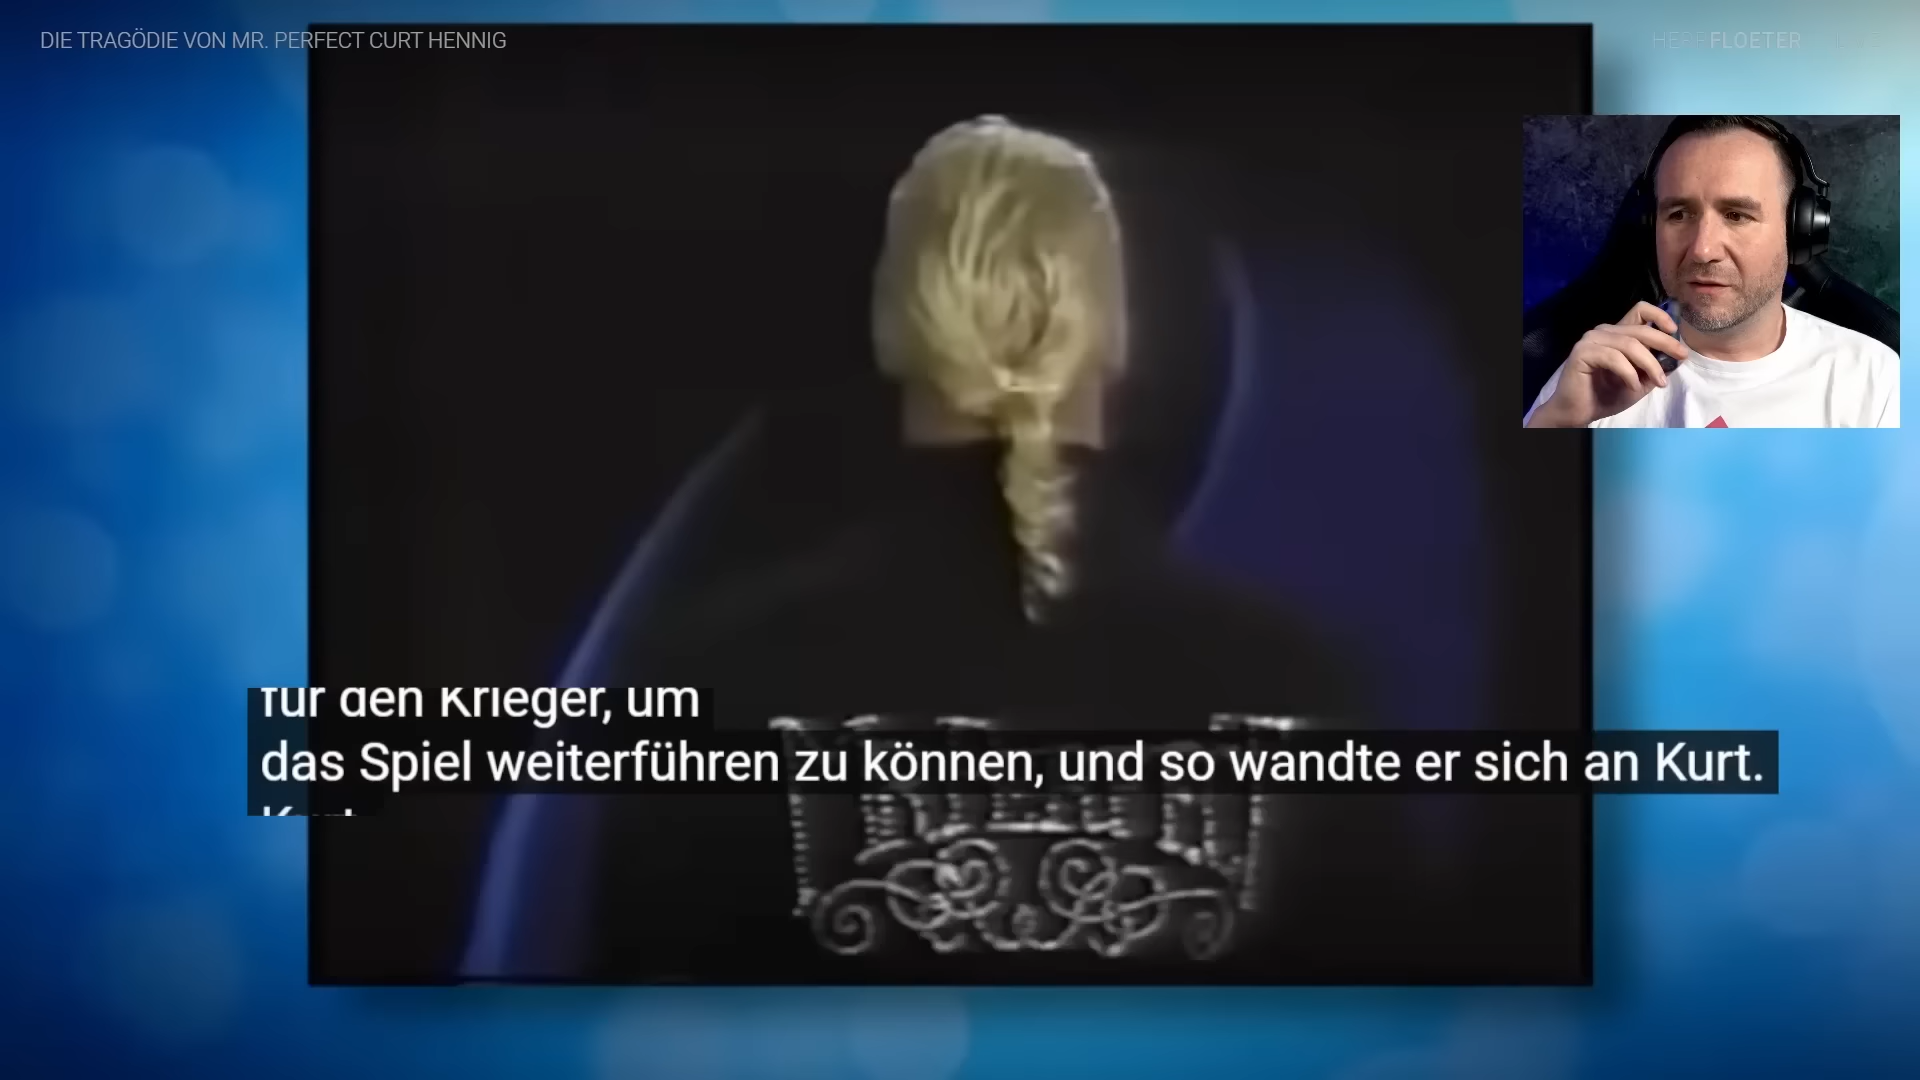 DIE TRAGÖDIE VON MR. PERFECT CURT HENNIG
HERRFLOETER
für den Krieger, um
das Spiel weiterführen zu können, und so wandte er sich an Kurt.